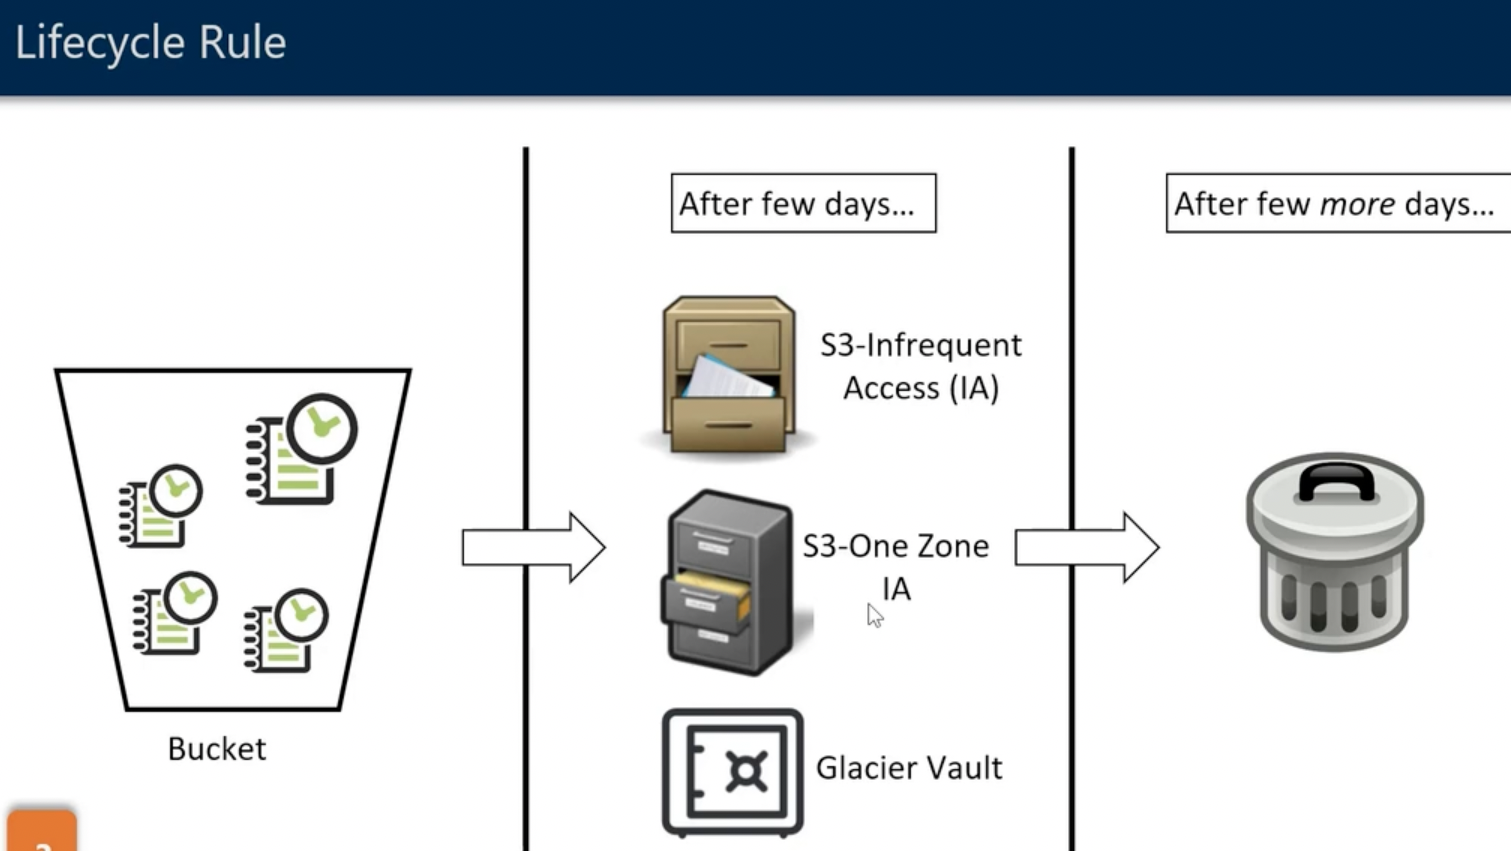 Lifecycle Rule
After few days...
After few more days...
S3-Infrequent
Access (IA)
S3-One Zone
IA
Bucket
Glacier Vault